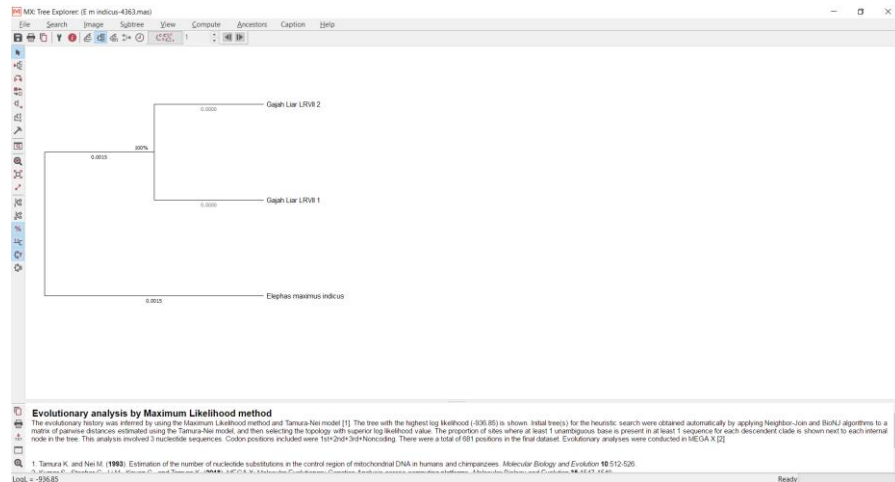 MX: Tree Explorer: (E m indicus-4363.mas)
File Search Image Subtree View Compute Ancestors Caption Help
1
Gajah Liar LRVII 2
0.0000
100%
0.0015
Gajah Liar LRVII 1
0.0000
Elephas maximus indicus
0.0015
Evolutionary analysis by Maximum Likelihood method
The evolutionary history was inferred by using the Maximum Likelihood method and Tamura-Nei model [1]. The tree with the highest log likelihood (-936.85) is shown. Initial tree(s) for the heuristic search were obtained automatically by applying Neighbor-Join and BioNJ algorithms to a
matrix of pairwise distances estimated using the Tamura-Nei model, and then selecting the topology with superior log likelihood value. The proportion of sites where at least 1 unambiguous base is present in at least 1 sequence for each descendent clade is shown next to each internal
node in the tree. This analysis involved 3 nucleotide sequences. Codon positions included were 1st+2nd+3rd+Noncoding. There were a total of 681 positions in the final dataset. Evolutionary analyses were conducted in MEGA X [2]
1. Tamura K. and Nei M. (1993). Estimation of the number of nucleotide substitutions in the control region of mitochondrial DNA in humans and chimpanzees. Molecular Biology and Evolution 10:512-526.
LogL = -936.85
Ready